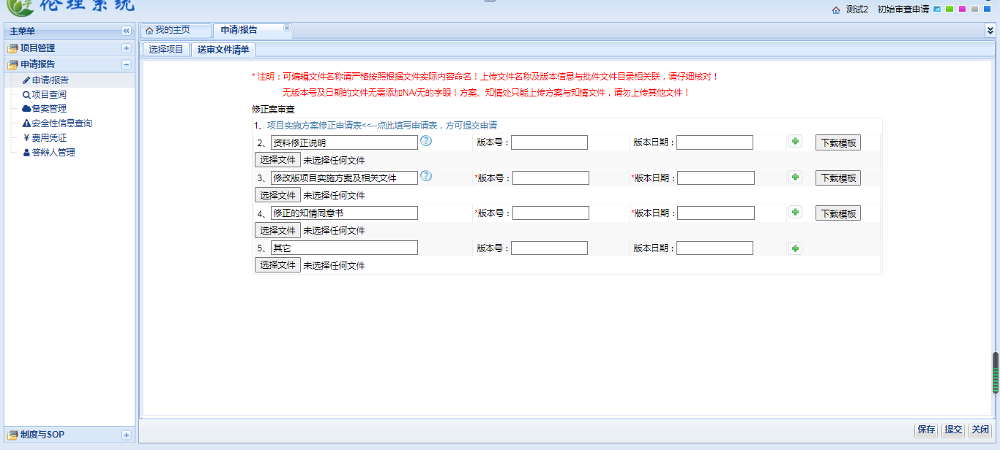 伦理系统
测试2 初始审查申请
主菜单
项目管理
申请报告
申请/报告
项目查阅
备案管理
安全性信息查询
¥ 费用凭证
答辩人管理
制度与SOP
我的主页 申请/报告
选择项目 送审文件清单
* 注明：可编辑文件名称请严格按照根据文件实际内容命名！上传文件名称及版本信息与批件文件目录相关联，请仔细核对！
无版本号及日期的文件无需添加NA/无的字眼！方案、知情处只能上传方案与知情文件，请勿上传其他文件！
修正案审查
1、项目实施方案修正申请表<<--点此填写申请表，方可提交申请
2、资料修正说明 版本号： 版本日期： 下载模板
选择文件 未选择任何文件
3、修改版项目实施方案及相关文件 *版本号： *版本日期： 下载模板
选择文件 未选择任何文件
4、修正的知情同意书 *版本号： *版本日期： 下载模板
选择文件 未选择任何文件
5、其它 版本号： 版本日期：
选择文件 未选择任何文件
保存 提交 关闭